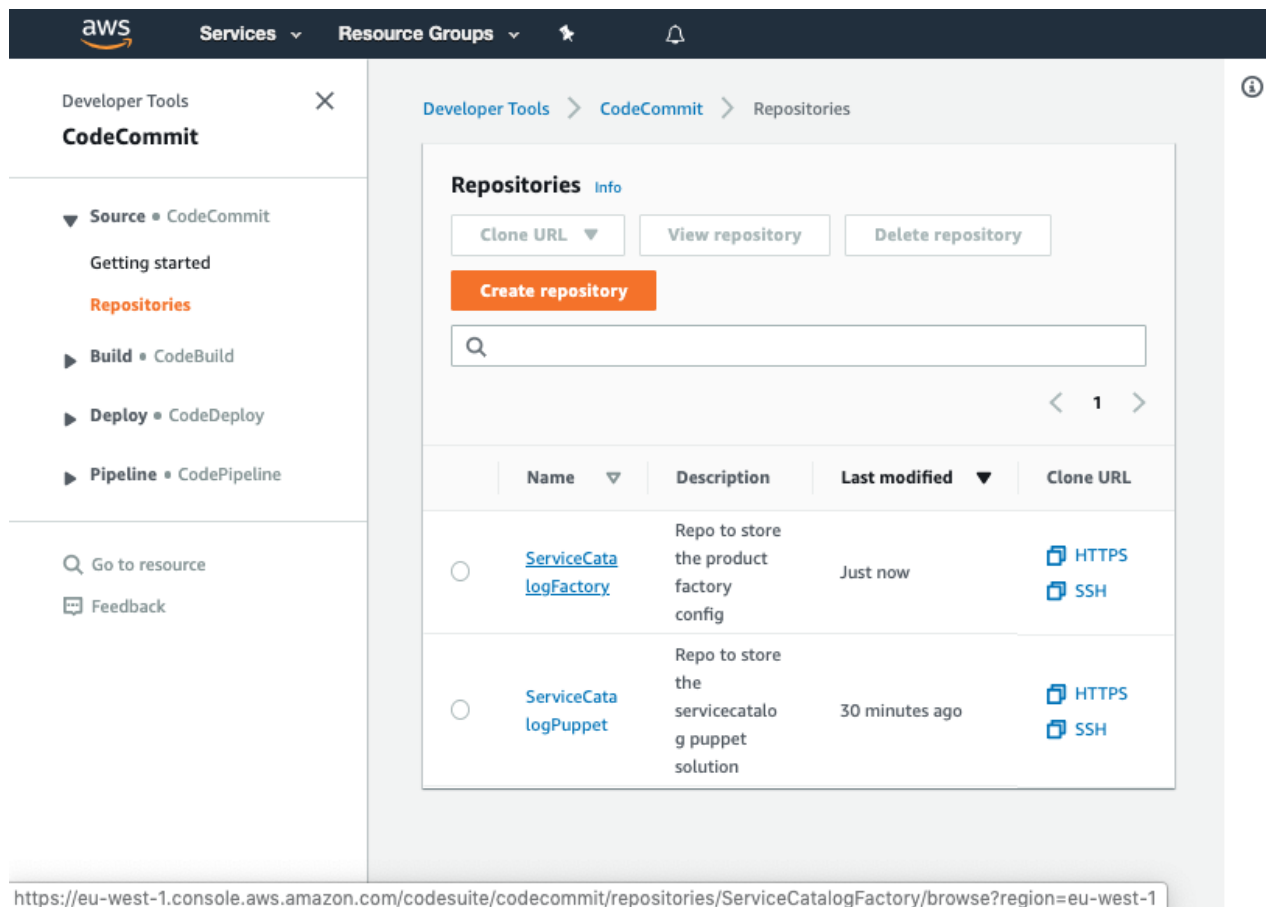 aws Services Resource Groups
Developer Tools
CodeCommit
Source • CodeCommit
Getting started
Repositories
Build • CodeBuild
Deploy • CodeDeploy
Pipeline • CodePipeline
Go to resource
Feedback
Developer Tools > CodeCommit > Repositories
Repositories Info
Clone URL View repository Delete repository
Create repository
< 1 >
Name Description Last modified Clone URL
ServiceCata
logFactory
Repo to store
the product
factory
config
Just now
HTTPS
SSH
ServiceCata
logPuppet
Repo to store
the
servicecatalo
g puppet
solution
30 minutes ago
HTTPS
SSH
https://eu-west-1.console.aws.amazon.com/codesuite/codecommit/repositories/ServiceCatalogFactory/browse?region=eu-west-1